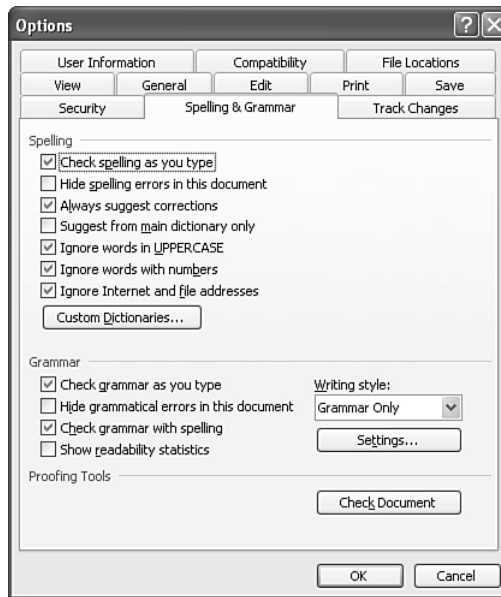 Options
User Information Compatibility File Locations
View General Edit Print Save
Security Spelling & Grammar Track Changes
Spelling
Check spelling as you type
Hide spelling errors in this document
Always suggest corrections
Suggest from main dictionary only
Ignore words in UPPERCASE
Ignore words with numbers
Ignore Internet and file addresses
Custom Dictionaries...
Grammar
Check grammar as you type Writing style:
Hide grammatical errors in this document Grammar Only
Check grammar with spelling
Show readability statistics Settings...
Proofing Tools
Check Document
OK Cancel